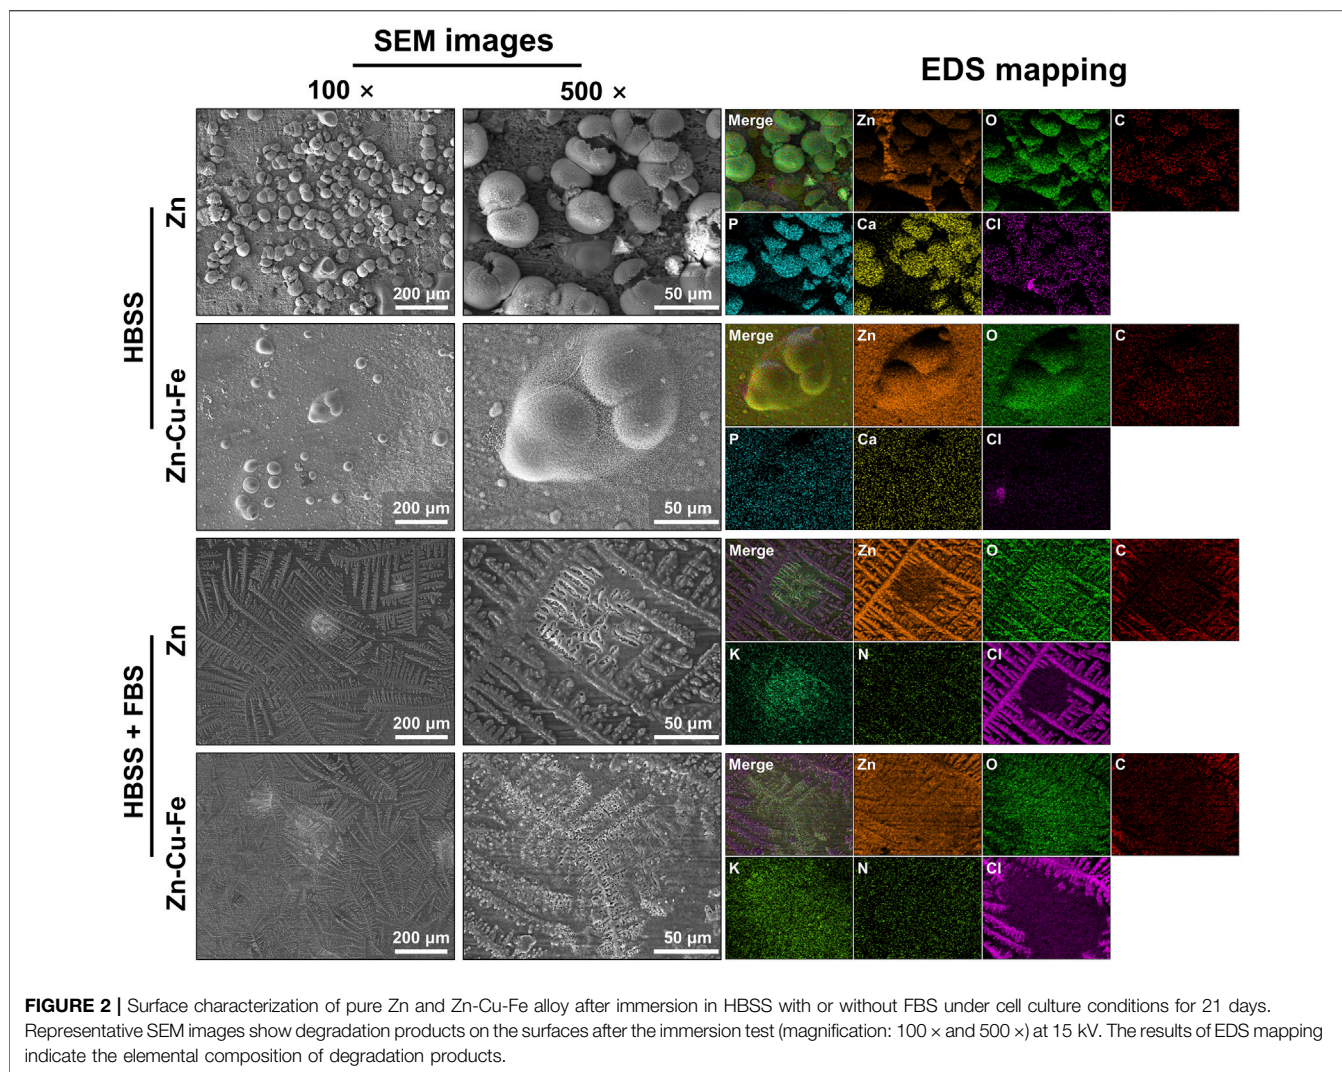 SEM images
EDS mapping
100 ×
500 ×
HBSS
Zn
200 µm
50 µm
Merge
Zn
O
C
P
Ca
Cl
Zn-Cu-Fe
200 µm
50 µm
Merge
Zn
O
C
P
Ca
Cl
HBSS + FBS
Zn
200 µm
50 µm
Merge
Zn
O
C
K
N
Cl
Zn-Cu-Fe
200 µm
50 µm
Merge
Zn
O
C
K
N
Cl
FIGURE 2 | Surface characterization of pure Zn and Zn-Cu-Fe alloy after immersion in HBSS with or without FBS under cell culture conditions for 21 days.
Representative SEM images show degradation products on the surfaces after the immersion test (magnification: 100 × and 500 ×) at 15 kV. The results of EDS mapping
indicate the elemental composition of degradation products.